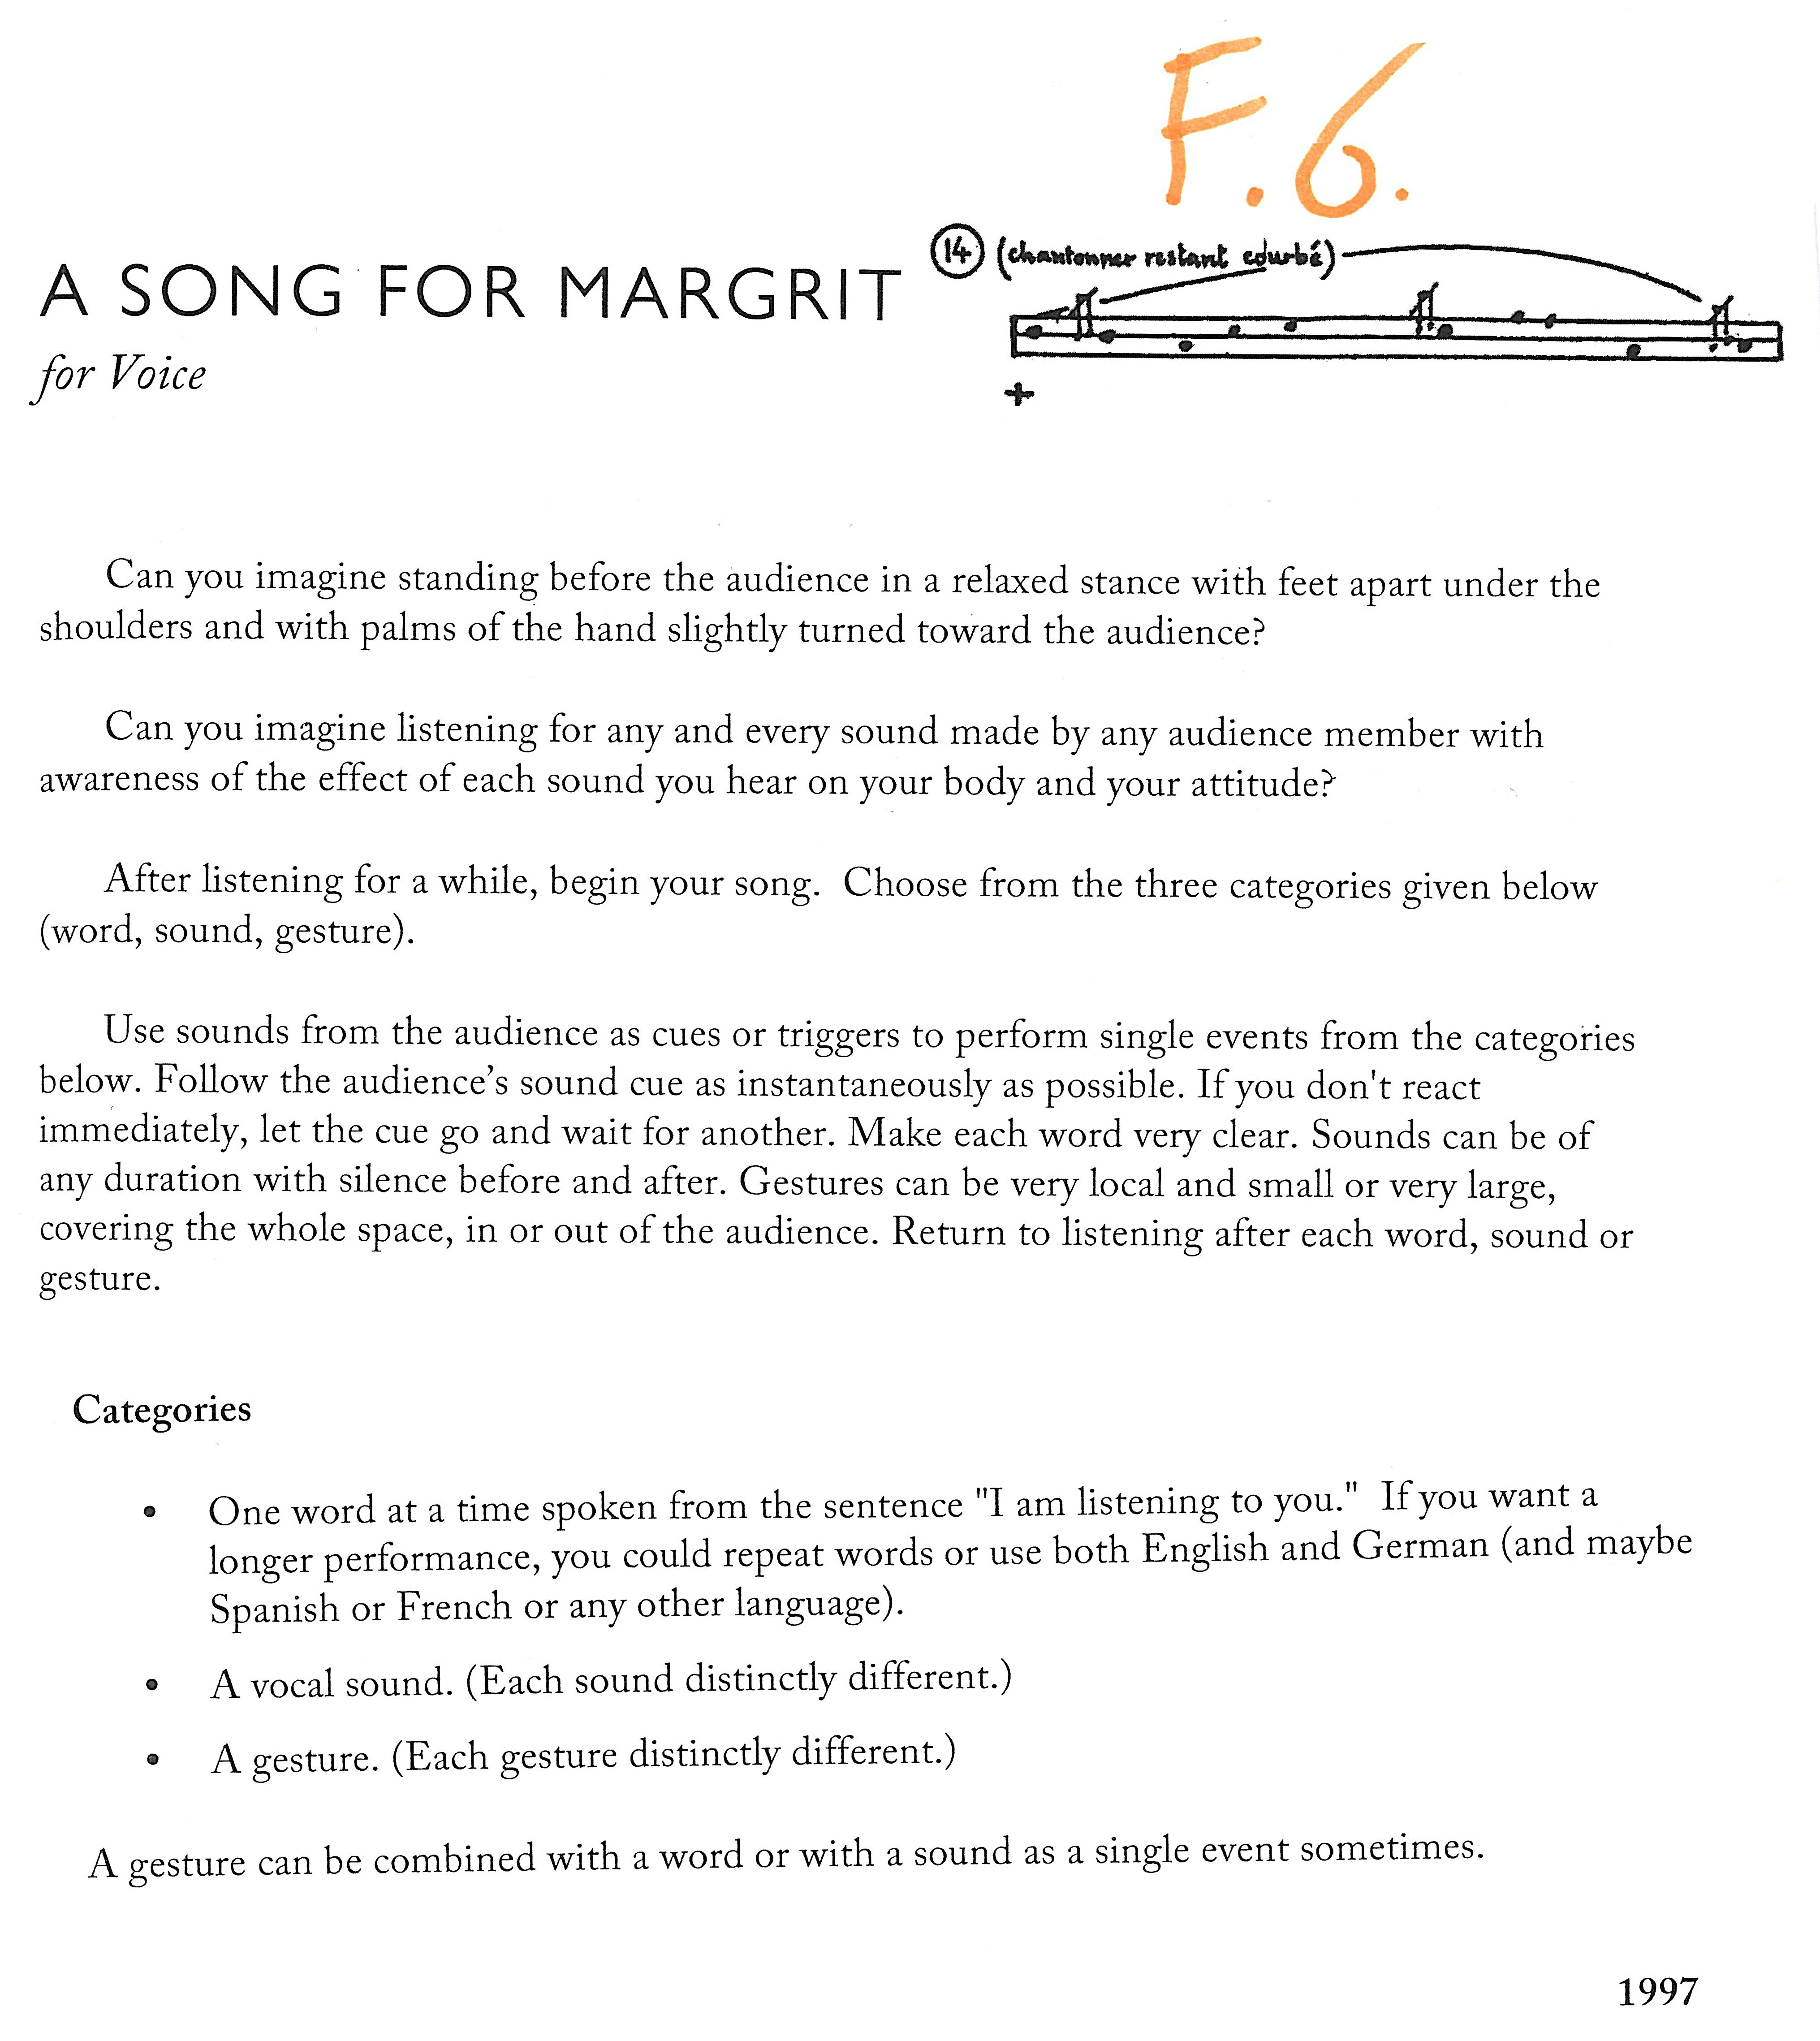 F.6.
14 (chantonner restant courbé)
A SONG FOR MARGRIT
for Voice
+
Can you imagine standing before the audience in a relaxed stance with feet apart under the
shoulders and with palms of the hand slightly turned toward the audience?
Can you imagine listening for any and every sound made by any audience member with
awareness of the effect of each sound you hear on your body and your attitude?
After listening for a while, begin your song. Choose from the three categories given below
(word, sound, gesture).
Use sounds from the audience as cues or triggers to perform single events from the categories
below. Follow the audience’s sound cue as instantaneously as possible. If you don't react
immediately, let the cue go and wait for another. Make each word very clear. Sounds can be of
any duration with silence before and after. Gestures can be very local and small or very large,
covering the whole space, in or out of the audience. Return to listening after each word, sound or
gesture.
Categories
• One word at a time spoken from the sentence "I am listening to you." If you want a
longer performance, you could repeat words or use both English and German (and maybe
Spanish or French or any other language).
• A vocal sound. (Each sound distinctly different.)
• A gesture. (Each gesture distinctly different.)
A gesture can be combined with a word or with a sound as a single event sometimes.
1997